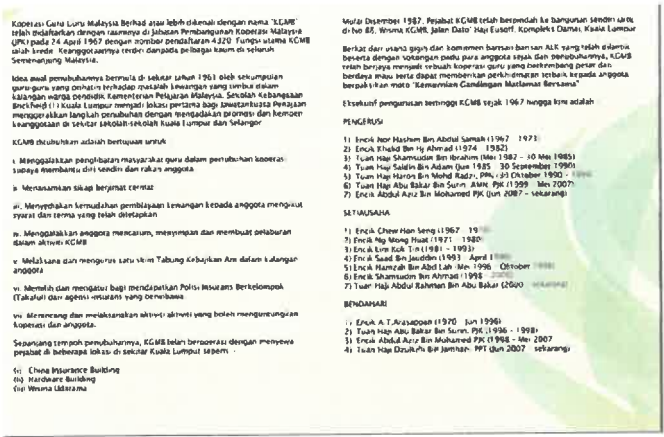 Koperasi Guru Guru Malaysia Berhad atau lebih dikenali dengan nama "KGMB"
telah didaftarkan dengan rasminya di Jabatan Pembangunan Koperasi Malaysia
(JPK) pada 24 April 1967 dengan nombor pendaftaran 4320. Fungsi utama KGMB
ialah kredit. Keanggotaannya terdiri daripada pelbagai kaum di seluruh
Semenanjung Malaysia.
Idea awal penubuhannya bermula di sekitar tahun 1961 oleh sekumpulan
guru-guru yang prihatin terhadap masalah kewangan yang timbul dalam
kalangan warga pendidik Kementerian Pelajaran Malaysia. Sekolah Kebangsaan
Brickfield (1) Kuala Lumpur menjadi lokasi pertama bagi Jawatankuasa Penajaan
menggerakkan langkah penubuhan dengan mengadakan promosi dan kempen
keanggotaan di sekitar sekolah-sekolah Kuala Lumpur dan Selangor.
KGMB ditubuhkan adalah bertujuan untuk
i. Menggalakkan penglibatan masyarakat guru dalam penubuhan koperasi
supaya membantu diri sendiri dan rakan anggota
ii. Menanamkan sikap berjimat cermat
iii. Menyediakan kemudahan pembiayaan kewangan kepada anggota mengikut
syarat dan terma yang telah ditetapkan
iv. Menggalakkan anggota mencarum, menyimpan dan membuat pelaburan
dalam aktiviti KGMB
v. Melaksana dan mengurus satu skim Tabung Kebajikan Am dalam kalangan
anggota
vi. Memilih dan mengatur bagi mendapatkan Polisi Insurans Berkelompok
(Takaful) dari agensi insurans yang berwibawa
vii. Merancang dan melaksanakan aktiviti-aktiviti yang boleh menguntungkan
koperasi dan anggota.
Sepanjang tempoh penubuhannya, KGMB telah beroperasi dengan menyewa
pejabat di beberapa lokasi di sekitar Kuala Lumpur seperti -
(i) China Insurance Building
(ii) Hardware Building
(iii) Wisma Udarama
Mulai Disember 1987, Pejabat KGMB telah berpindah ke bangunan sendiri iaitu
di No 88, Wisma KGMB, Jalan Dato' Haji Eusoff, Kompleks Damai, Kuala Lumpur
Berkat dari usaha gigih dan komitmen barisan-barisan ALK yang telah dilantik
beserta dengan sokongan padu para anggota sejak dari penubuhannya, KGMB
telah berjaya menjadi sebuah koperasi guru yang berkembang pesat dan
berdaya maju serta dapat memberikan perkhidmatan terbaik kepada anggota
berpaksikan moto "Kemampan Gandingan Matlamat Bersama"
Eksekutif pengurusan tertinggi KGMB sejak 1967 hingga kini adalah
PENGERUSI
1) Encik Nor Hashim Bin Abdul Samah (1967 - 1973)
2) Encik Khalid Bin Hj Ahmad (1974 - 1982)
3) Tuan Haji Shamsudin Bin Ibrahim (Mei 1982 - 30 Mei 1985)
4) Tuan Haji Saidin Bin Adam (Jun 1985 - 30 September 1990)
5) Tuan Haji Haron Bin Mohd Radzi, PPN (30 Oktober 1990 -
6) Tuan Haji Abu Bakar Bin Surin, AMN, PJK (1999 - Mei 2007)
7) Encik Abdul Aziz Bin Mohamed PJK (Jun 2007 - sekarang)
SETIAUSAHA
1) Encik Chew Hon Seng (1967 - 19
2) Encik Ng Mong Huat (1971 - 1980)
3) Encik Lim Kok Tin (1981 - 1993)
4) Encik Saad Bin Jauddin (1993 - April
5) Encik Hamzah Bin Abd Lah (Mei 1996 - Oktober
6) Encik Shamsudin Bin Ahmad (1998 -
7) Tuan Haji Abdul Rahman Bin Abu Bakar (2000 - sekarang)
BENDAHARI
1) Encik A.T.Arasappan (1970 - Jun 1996)
2) Tuan Haji Abu Bakar Bin Surin, PJK (1996 - 1998)
3) Encik Abdul Aziz Bin Mohamed PJK (1998 - Mei 2007
4) Tuan Haji Dzulkifli Bin Jamhari, PPT (Jun 2007 - sekarang)